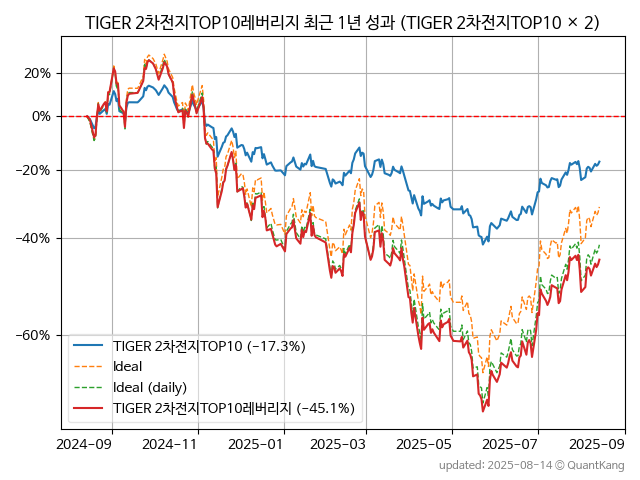 TIGER 2차전지TOP10레버리지 최근 1년 성과 (TIGER 2차전지TOP10 × 2)
20%
0%
−20%
−40%
−60%
TIGER 2차전지TOP10 (−17.3%)
Ideal
Ideal (daily)
TIGER 2차전지TOP10레버리지 (−45.1%)
2024-09 2024-11 2025-01 2025-03 2025-05 2025-07 2025-09
updated: 2025-08-14 © QuantKang